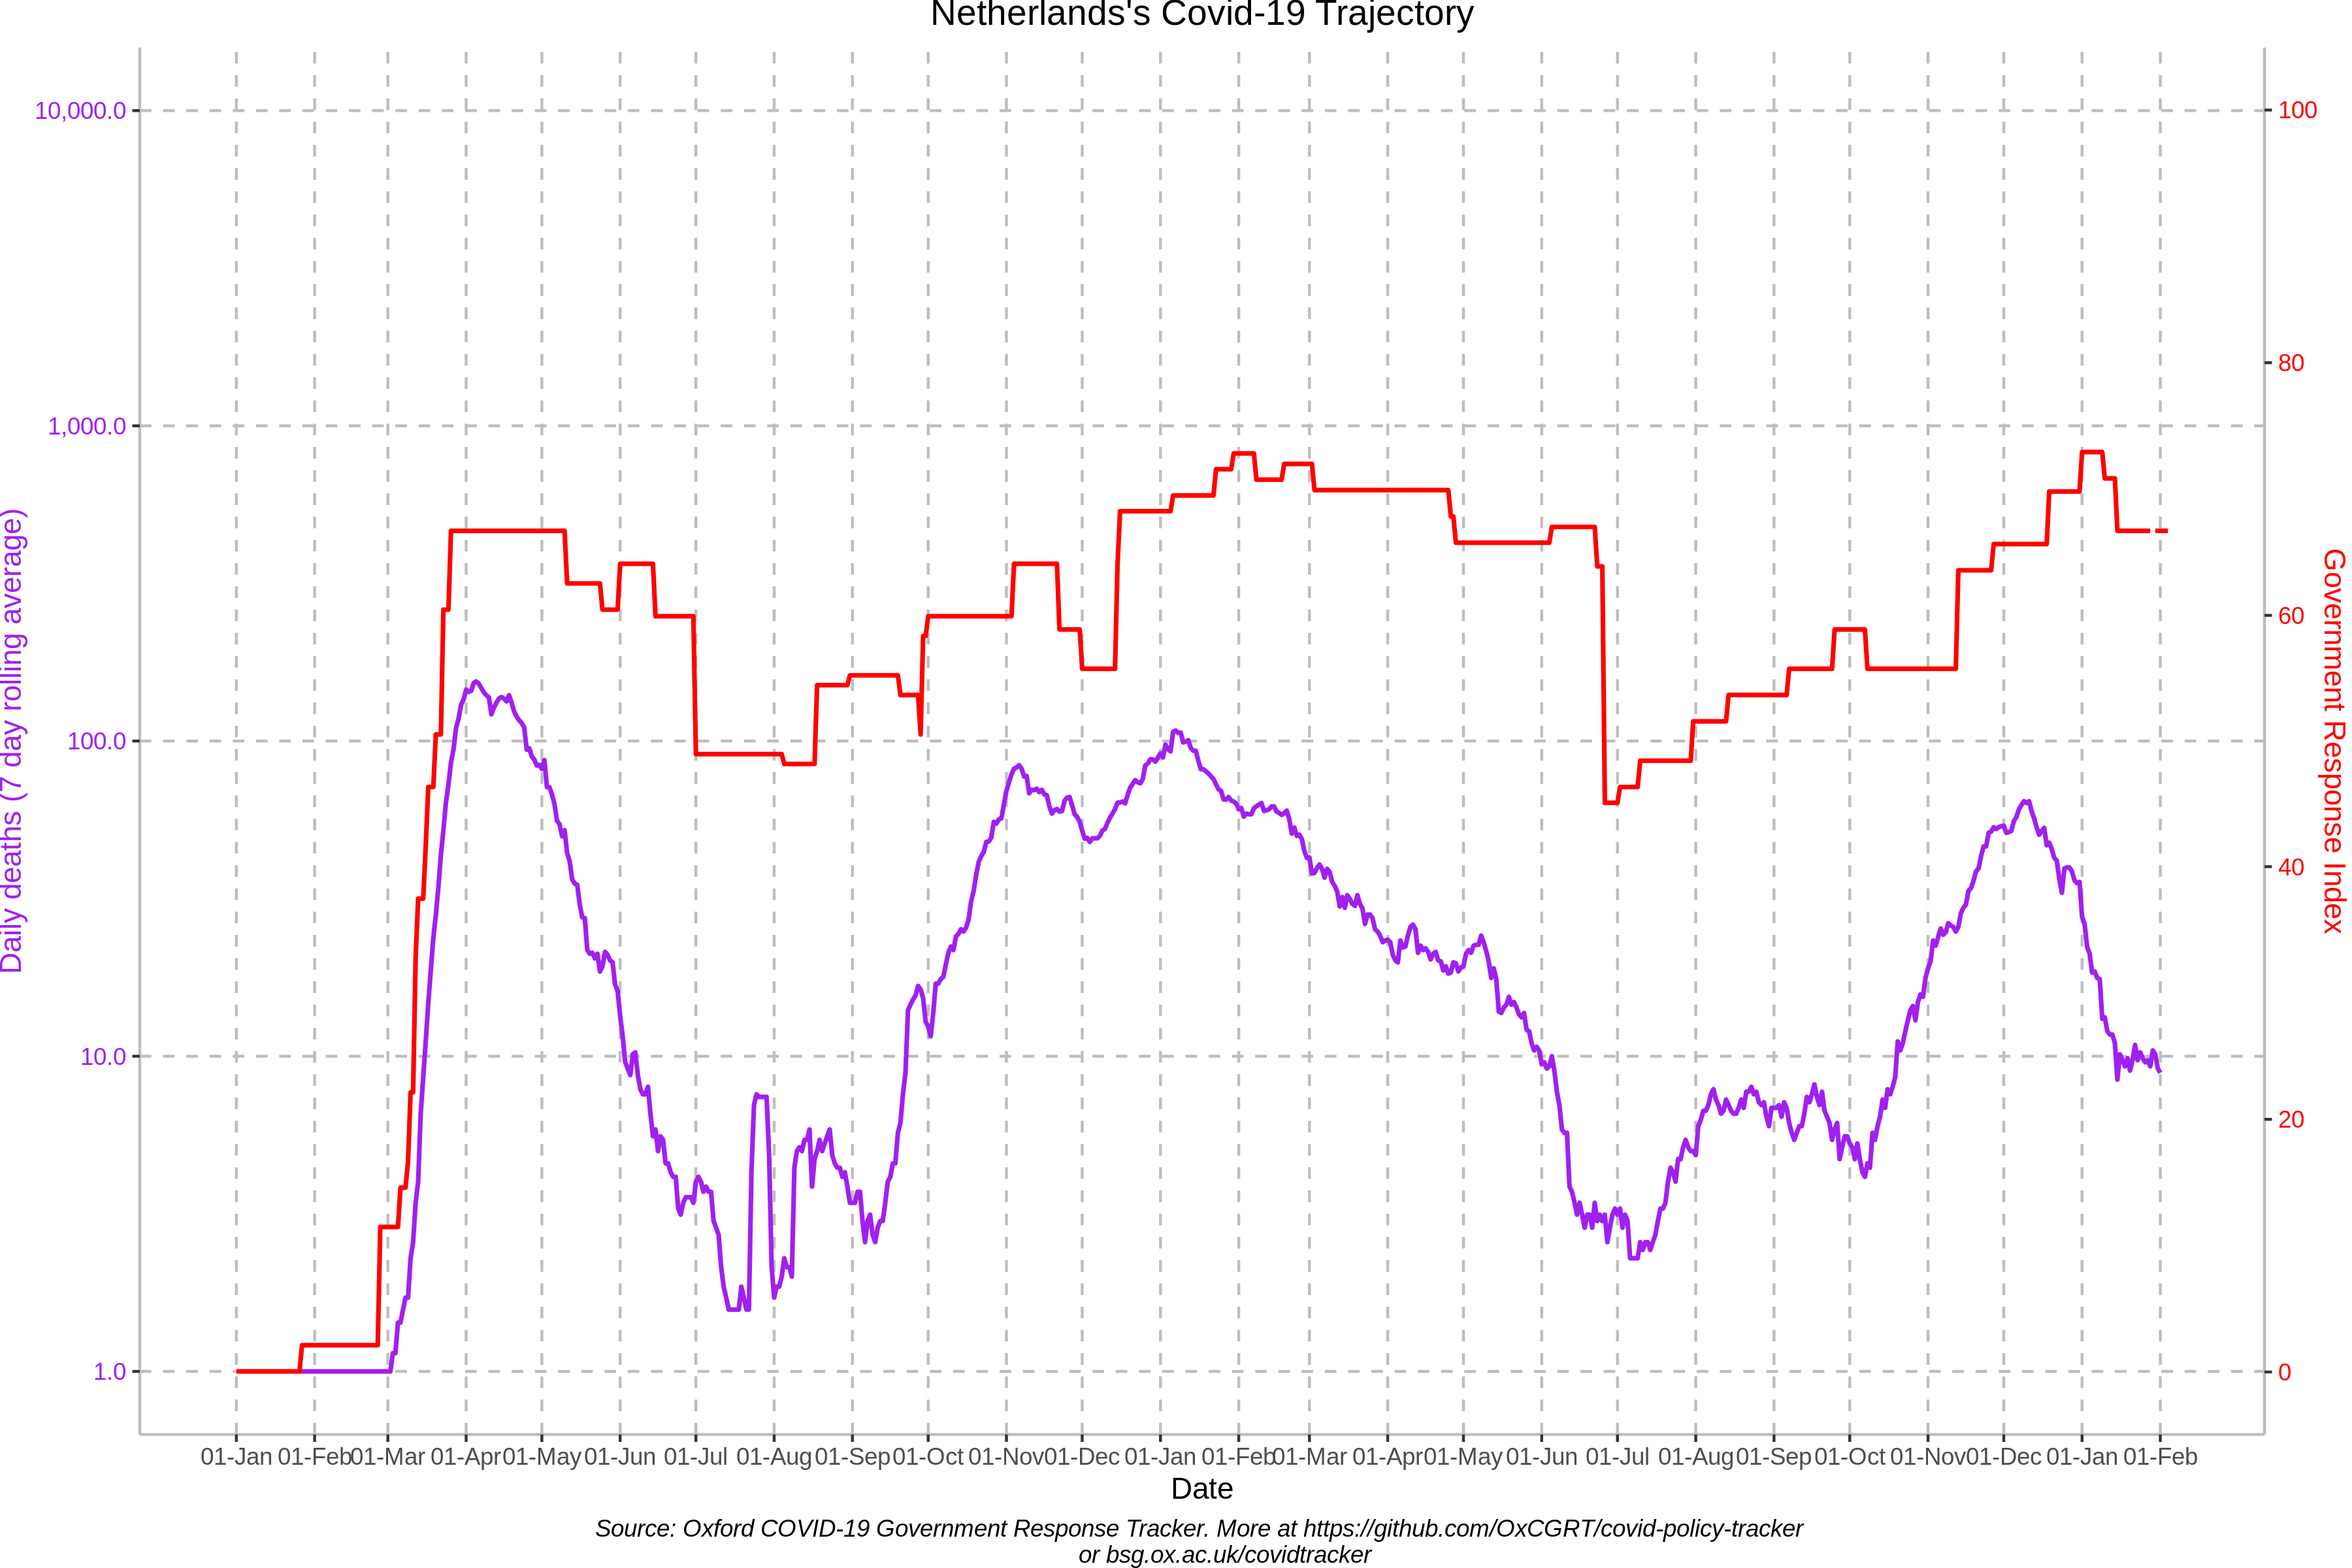 Netherlands's Covid-19 Trajectory
10,000.0
1,000.0
100.0
10.0
1.0
Daily deaths (7 day rolling average)
100
80
60
40
20
0
Government Response Index
01-Jan 01-Feb 01-Mar 01-Apr 01-May 01-Jun 01-Jul 01-Aug 01-Sep 01-Oct 01-Nov 01-Dec 01-Jan 01-Feb 01-Mar 01-Apr 01-May 01-Jun 01-Jul 01-Aug 01-Sep 01-Oct 01-Nov 01-Dec 01-Jan 01-Feb
Date
Source: Oxford COVID-19 Government Response Tracker. More at https://github.com/OxCGRT/covid-policy-tracker
or bsg.ox.ac.uk/covidtracker